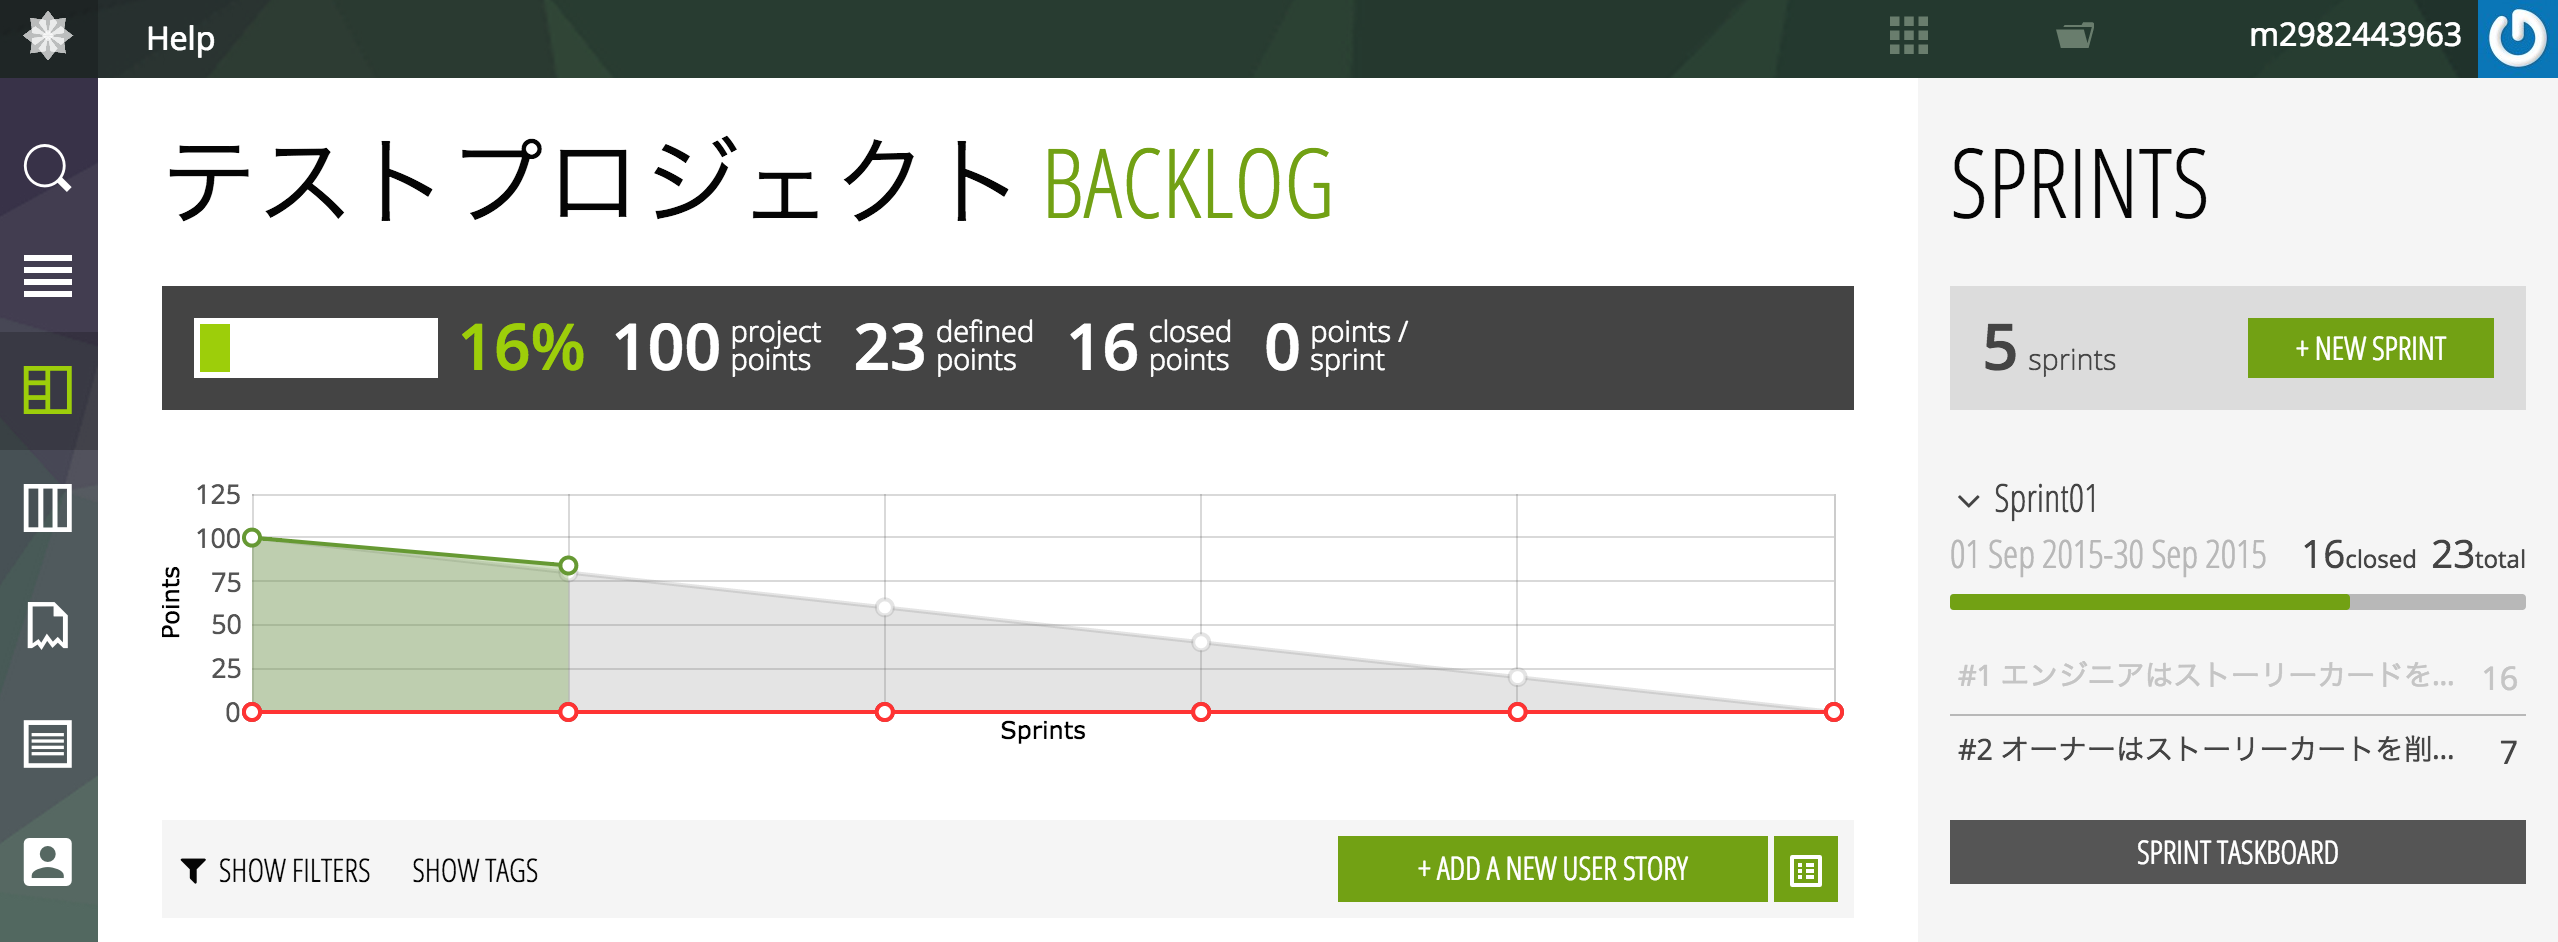 Help
m2982443963
テストプロジェクト BACKLOG
16% 100 project points 23 defined points 16 closed points 0 points / sprint
125
100
75
50
25
0
Points
Sprints
SHOW FILTERS SHOW TAGS
+ ADD A NEW USER STORY
SPRINTS
5 sprints
+ NEW SPRINT
Sprint01
01 Sep 2015-30 Sep 2015 16closed 23total
#1 エンジニアはストーリーカードを... 16
#2 オーナーはストーリーカートを削... 7
SPRINT TASKBOARD